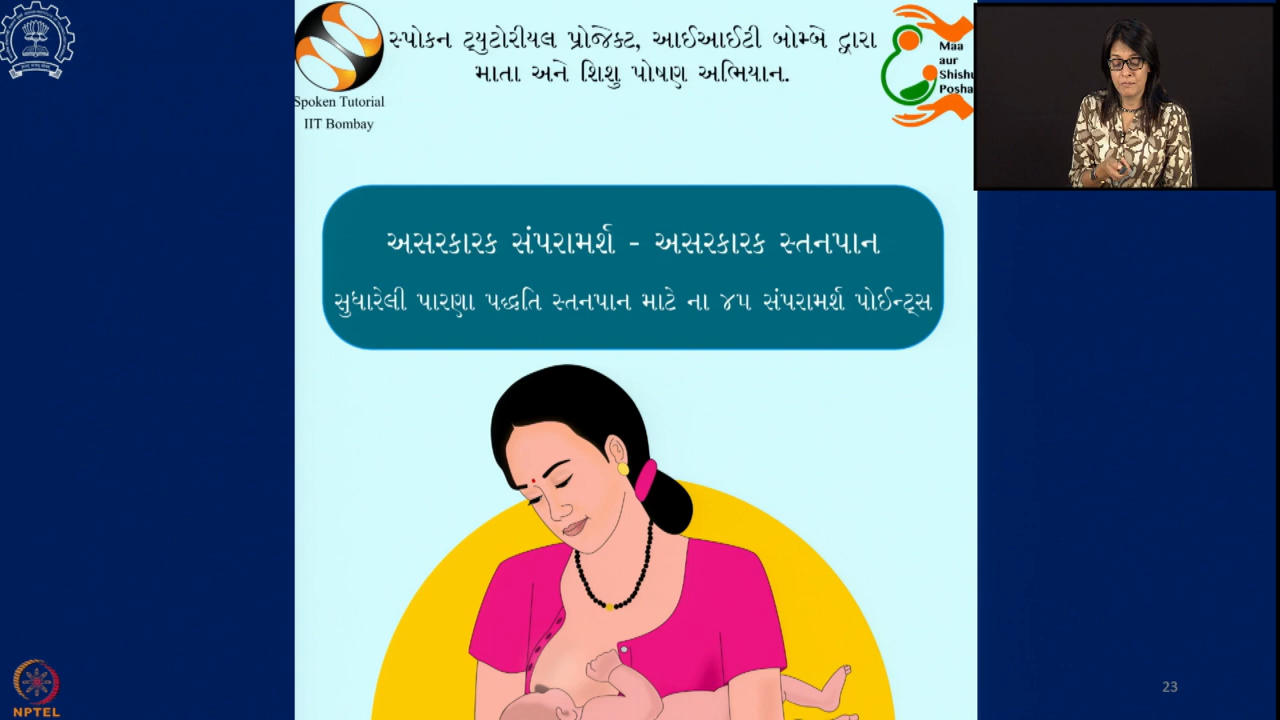 સ્પોકન ટ્યુટોરીયલ પ્રોજેક્ટ, આઈઆઈટી બોમ્બે દ્વારા
માતા અને શિશુ પોષણ અભિયાન.
Spoken Tutorial
IIT Bombay
Maa
aur
Shishu
Posha
અસરકારક સંપરામર્શ - અસરકારક સ્તનપાન
સુધારેલી પારણા પદ્ધતિ સ્તનપાન માટે ના ૪૫ સંપરામર્શ પોઈન્ટ્સ
23
NPTEL